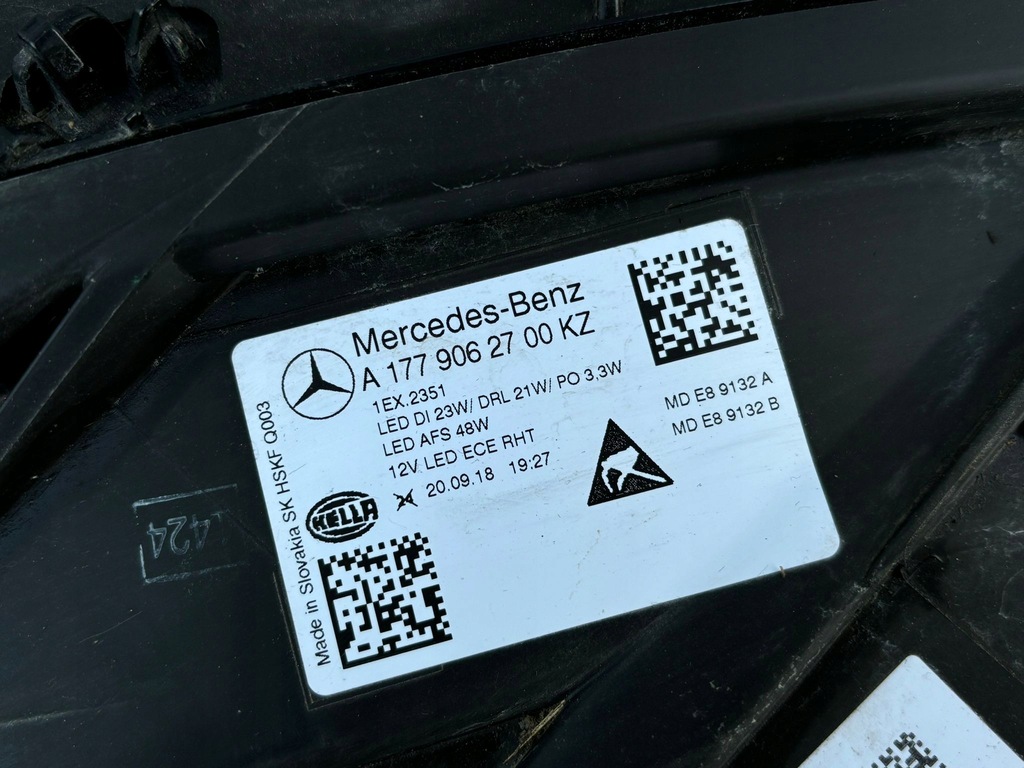 Mercedes-Benz
A 177 906 27 00 KZ
1EX.2351
LED DI 23W/ DRL 21W/ PO 3,3W
LED AFS 48W
12V LED ECE RHT
20.09.18 19:27
MD E8 9132 A
MD E8 9132 B
HELLA
Made in Slovakia SK HSKF Q003
424